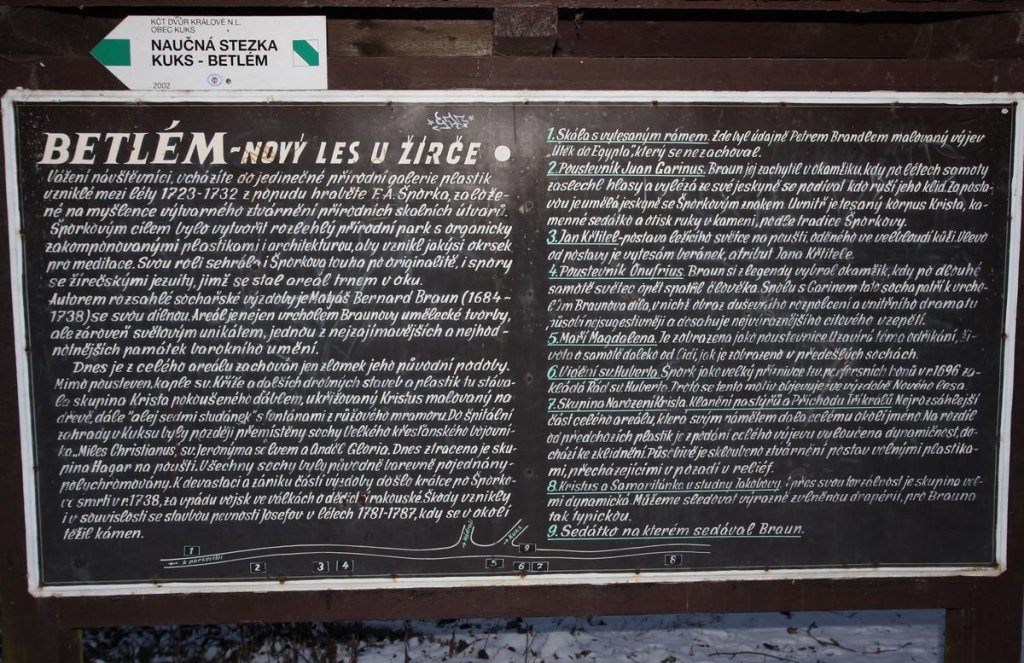 KČT DVŮR KRÁLOVÉ N.L.
OBEC KUKS
NAUČNÁ STEZKA
KUKS - BETLÉM
2002
BETLÉM - NOVÝ LES U ŽÍRČE
Vážení návštěvníci, vcházíte do jedinečné přírodní galerie plastik
vzniklé mezi léty 1723-1732 z popudu hraběte F. A. Šporka, založe-
né na myšlence výtvarného ztvárnění přírodních skalních útvarů.
Šporkovým cílem bylo vytvořit rozlehlý přírodní park s organicky
zakomponovanými plastikami i architekturou, aby vznikl jakýsi okrsek
pro meditace. Svou roli sehrála i Šporkova touha po originalitě, i spory
se žirečskými jezuity, jimž se stal areál trnem v oku.
Autorem rozsáhlé sochařské výzdoby je Matyáš Bernard Braun (1684-
1738) se svou dílnou. Areál je nejen vrcholem Braunovy umělecké tvorby,
ale zároveň světovým unikátem, jednou z nejzajímavějších a nejhod-
notnějších památek barokního umění.
Dnes je z celého areálu zachován jen zlomek jeho původní podoby.
Mimo pousteven, kaple sv. Kříže a dalších drobných staveb a plastik tu stáva-
la skupina Krista pokoušeného ďáblem, ukřižovaný Kristus malovaný na
dřevě, dále "alej sedmi studánek" s fontánami z růžového mramoru. Do špitální
zahrady v Kuksu byly později přemístěny sochy Velkého křesťanského bojovní-
ka „Miles Christianus", sv. Jeronýma se lvem a Anděl Gloria. Dnes ztracena je sku-
pina Hagar na poušti. Všechny sochy byly původně barevně pojednány-
polychromovány. K devastaci a zániku části výzdoby došlo krátce po Šporko-
vě smrti v r. 1738, za vpádu vojsk ve válkách o dědictví rakouské. Škody vznikly
i v souvislosti se stavbou pevnosti Josefov v létech 1781-1787, kdy se v okolí
těžil kámen.
1. Skála s vytesaným rámem. Zde byl údajně Petrem Brandlem malovaný výjev
„Útěk do Egypta", který se nezachoval.
2. Poustevník Juan Garinus. Braun jej zachytil v okamžiku, kdy po létech samoty
zaslechl hlasy a vylézá ze své jeskyně se podíval kdo ruší jeho klid. Za posta-
vou je umělá jeskyně se Šporkovým znakem. Uvnitř je tesaný korpus Krista, ka-
menné sedátko a otisk ruky v kameni, podle tradice Šporkovy.
3. Jan Křtitel - postava ležícího světce na poušti, oděného ve velbloudí kůži. Vlevo
od postavy je vytesám beránek, atribut Jana Křtitele.
4. Poustevník Onufrius. Braun si z legendy vybral okamžik, kdy po dlouhé
samotě světec opět spatřil člověka. Spolu s Garinem tato socha patří k vrcho-
lům Braunova díla, v nichž obraz duševního rozpolcení a vnitřního dramatu
působí nejsugestivněji a dosahuje nejvýraznějšího citového vzepětí.
5. Maří Magdalena. Je zobrazena jako poustevnice. Uzavírá téma odříkání, ži-
vota o samotě daleko od lidí, jak je zobrazeno v předešlých sochách.
6. Vidění sv. Huberta. Špork jako velký příznivce tzv. parforsních honů v r. 1696 za-
kládá Řád sv. Huberta. Proto se tento motiv objevuje ve výzdobě Nového lesa.
7. Skupina Narození Krista, Klanění pastýřů a Příchodu Tří králů. Nejrozsáhlejší
část celého areálu, která svým námětem dala celému okolí jméno. Na rozdíl
od předchozích plastik je z podání celého výjevu vyloučena dynamičnost, do-
chází ke zklidnění. Působivé je skloubeno ztvárnění postav volnými plastika-
mi, přecházejícími v pozadí v reliéf.
8. Kristus a Samaritánka u studny Jakobovy. I přes svou torzálnost je skupina vel-
mi dynamická. Můžeme sledovat výrazně zvlněnou draperii, pro Brauna
tak typickou.
9. Sedátko na kterém sedával Braun.
k parkovišti
1 2 3 4 5 6 7 8 9